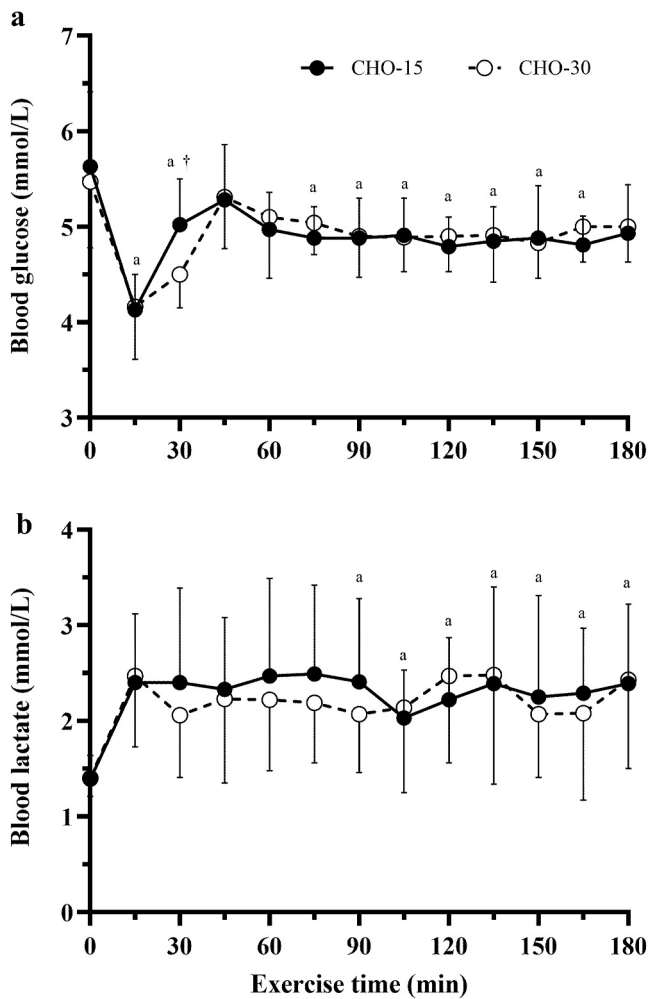 a
7
CHO-15 CHO-30
6
a †
a a a a a a a
a
5
4
3
0 30 60 90 120 150 180
Blood glucose (mmol/L)
b
4
a a a a
a
a a
3
2
1
0
0 30 60 90 120 150 180
Blood lactate (mmol/L)
Exercise time (min)